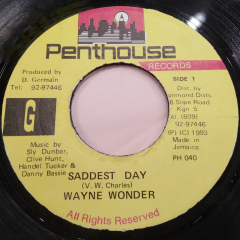 Penthouse
RECORDS
Produced by
D. Germain
Tel:
92-97446
SIDE 1
Dist. by
Dists.
Slipe Road
Kgn 5
Tel: (809)
92-97446
(P) (C) 1993
Made in
Jamaica
PH 040
G
Music by
Sly Dunbar,
Clive Hunt,
Handel Tucker &
Danny Bassie
SADDEST DAY
(V. W. Charles)
WAYNE WONDER
All Rights Reserved